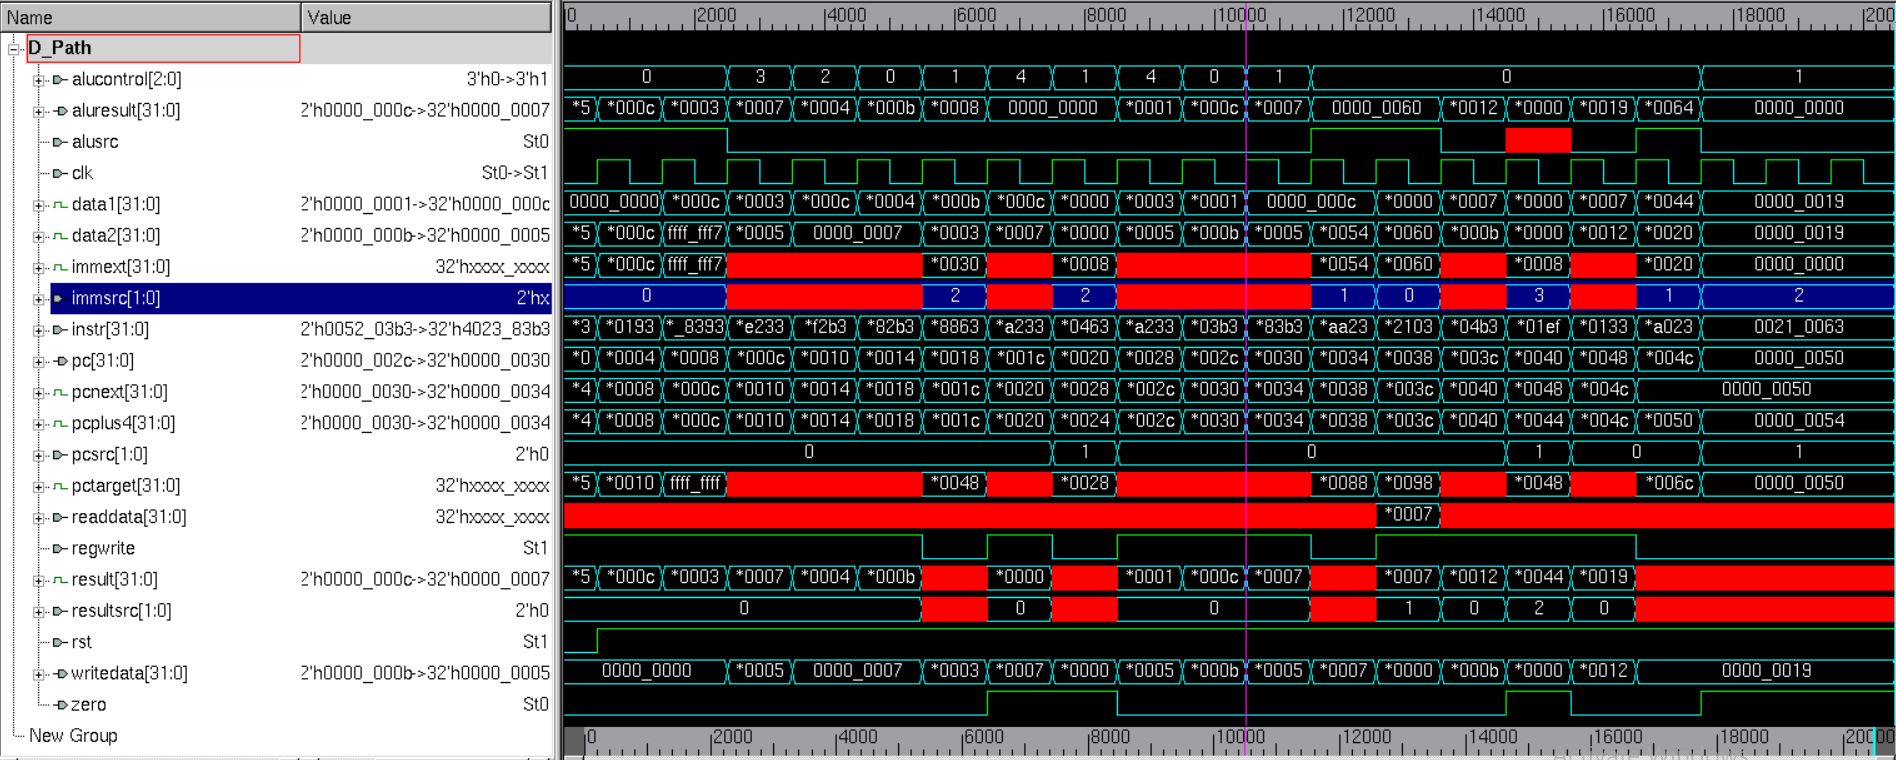 Name Value 0 2000 4000 6000 8000 10000 12000 14000 16000 18000 200
D_Path
alucontrol[2:0] 3'h0->3'h1 0 3 2 0 1 4 1 4 0 1 0 1
aluresult[31:0] 2'h0000_000c->32'h0000_0007 *5 *000c *0003 *0007 *0004 *000b *0008 0000_0000 *0001 *000c *0007 0000_0060 *0012 *0000 *0019 *0064 0000_0000
alusrc St0
clk St0->St1
data1[31:0] 2'h0000_0001->32'h0000_000c 0000_0000 *000c *0003 *000c *0004 *000b *000c *0000 *0003 *0001 0000_000c *0000 *0007 *0000 *0007 *0044 0000_0019
data2[31:0] 2'h0000_000b->32'h0000_0005 *5 *000c ffff_fff7 *0005 0000_0007 *0003 *0007 *0000 *0005 *000b *0005 *0054 *0060 *000b *0000 *0012 *0020 0000_0019
immext[31:0] 32'hxxxx_xxxx *5 *000c ffff_fff7 *0030 *0008 *0054 *0060 *0008 *0020 0000_0000
immsrc[1:0] 2'hx 0 2 2 1 0 3 1 2
instr[31:0] 2'h0052_03b3->32'h4023_83b3 *3 *0193 *_8393 *e233 *f2b3 *82b3 *8863 *a233 *0463 *a233 *03b3 *83b3 *aa23 *2103 *04b3 *01ef *0133 *a023 0021_0063
pc[31:0] 2'h0000_002c->32'h0000_0030 *0 *0004 *0008 *000c *0010 *0014 *0018 *001c *0020 *0028 *002c *0030 *0034 *0038 *003c *0040 *0048 *004c 0000_0050
pcnext[31:0] 2'h0000_0030->32'h0000_0034 *4 *0008 *000c *0010 *0014 *0018 *001c *0020 *0028 *002c *0030 *0034 *0038 *003c *0040 *0048 *004c 0000_0050
pcplus4[31:0] 2'h0000_0030->32'h0000_0034 *4 *0008 *000c *0010 *0014 *0018 *001c *0020 *0024 *002c *0030 *0034 *0038 *003c *0040 *0044 *004c *0050 0000_0054
pcsrc[1:0] 2'h0 0 1 0 1 0 1
pctarget[31:0] 32'hxxxx_xxxx *5 *0010 ffff_ffff *0048 *0028 *0088 *0098 *0048 *006c 0000_0050
readdata[31:0] 32'hxxxx_xxxx *0007
regwrite St1
result[31:0] 2'h0000_000c->32'h0000_0007 *5 *000c *0003 *0007 *0004 *000b *0000 *0001 *000c *0007 *0007 *0012 *0044 *0019
resultsrc[1:0] 2'h0 0 0 0 1 0 2 0
rst St1
writedata[31:0] 2'h0000_000b->32'h0000_0005 0000_0000 *0005 0000_0007 *0003 *0007 *0000 *0005 *000b *0005 *0007 *0000 *000b *0000 *0012 0000_0019
zero St0
New Group
0 2000 4000 6000 8000 10000 12000 14000 16000 18000 20000